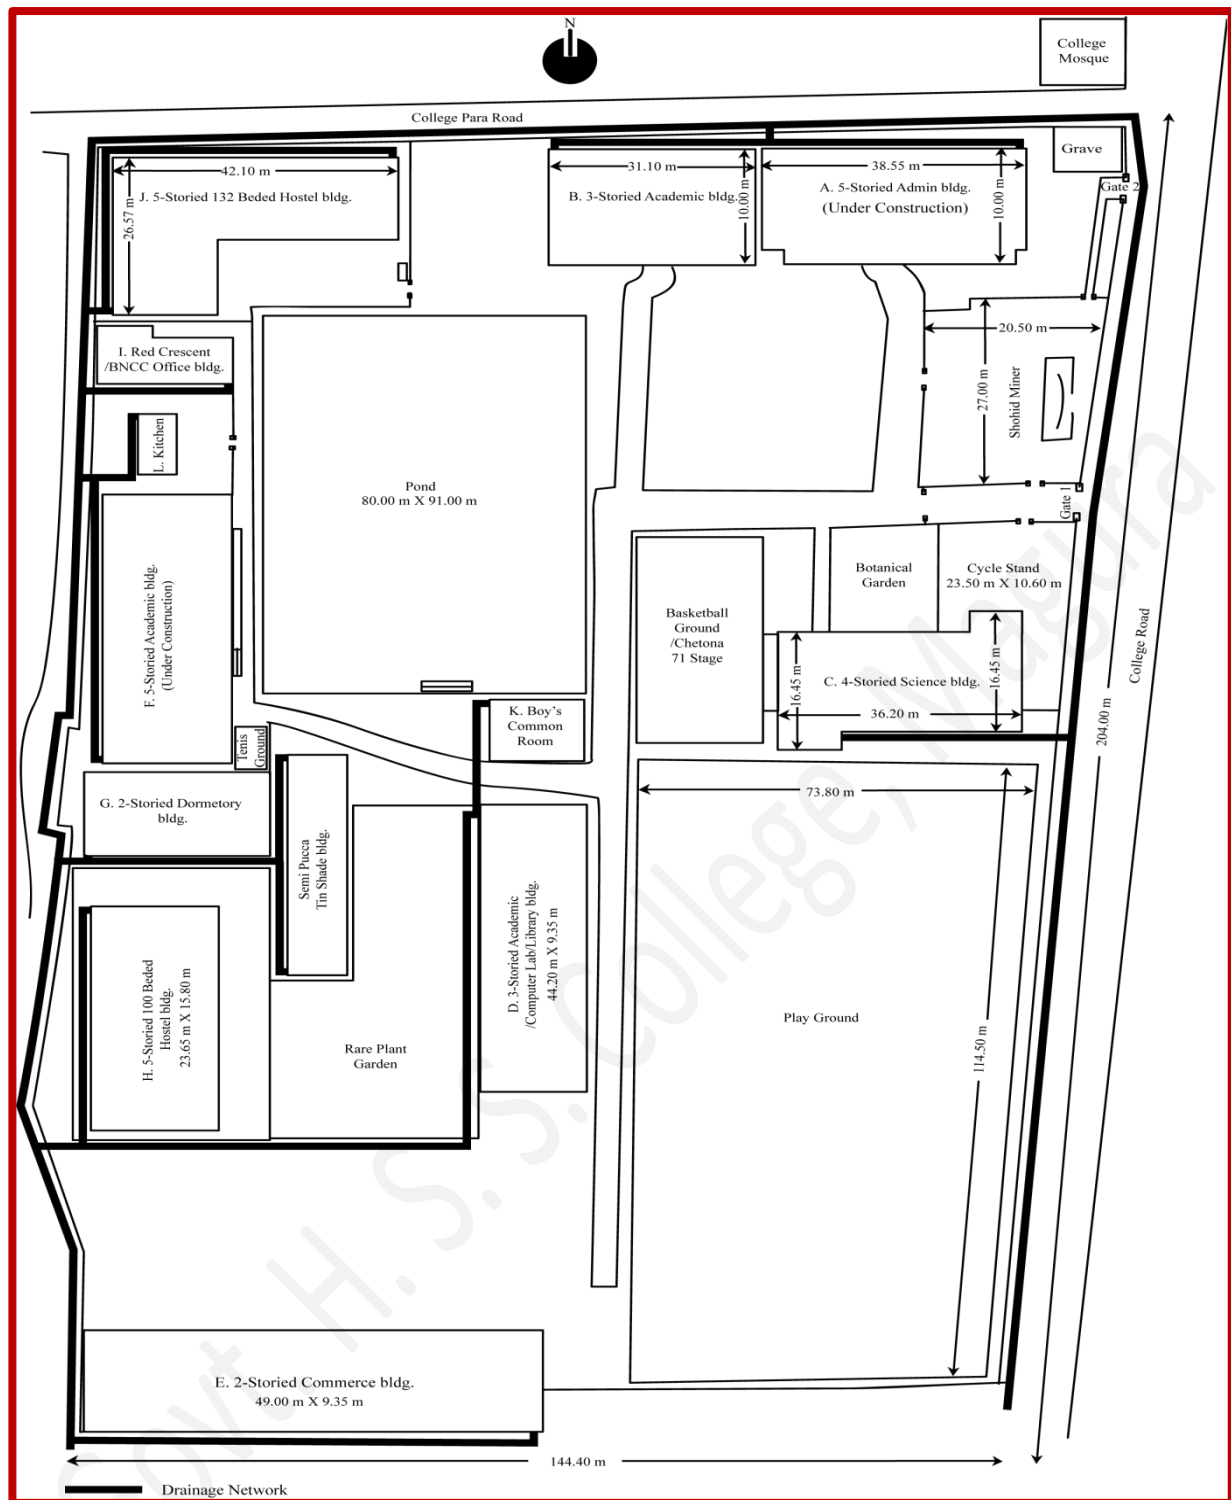 N
College
Mosque
College Para Road
Grave
Gate 2
42.10 m
J. 5-Storied 132 Beded Hostel bldg.
26.57 m
31.10 m
B. 3-Storied Academic bldg.
10.00 m
38.55 m
A. 5-Storied Admin bldg.
(Under Construction)
10.00 m
I. Red Crescent
/BNCC Office bldg.
20.50 m
27.00 m
Shohid Miner
L. Kitchen
Pond
80.00 m X 91.00 m
Gate 1
F. 5-Storied Academic bldg.
(Under Construction)
Basketball
Ground
/Chetona
71 Stage
Botanical
Garden
Cycle Stand
23.50 m X 10.60 m
16.45 m
C. 4-Storied Science bldg.
16.45 m
36.20 m
College Road
204.00 m
K. Boy's
Common
Room
Tenis
Ground
G. 2-Storied Dormetory
bldg.
Semi Pucca
Tin Shade bldg.
73.80 m
D. 3-Storied Academic
/Computer Lab/Library bldg.
44.20 m X 9.35 m
H. 5-Storied 100 Beded
Hostel bldg.
23.65 m X 15.80 m
Rare Plant
Garden
Play Ground
114.50 m
E. 2-Storied Commerce bldg.
49.00 m X 9.35 m
144.40 m
Drainage Network
Govt. H. S. S. College, Magura